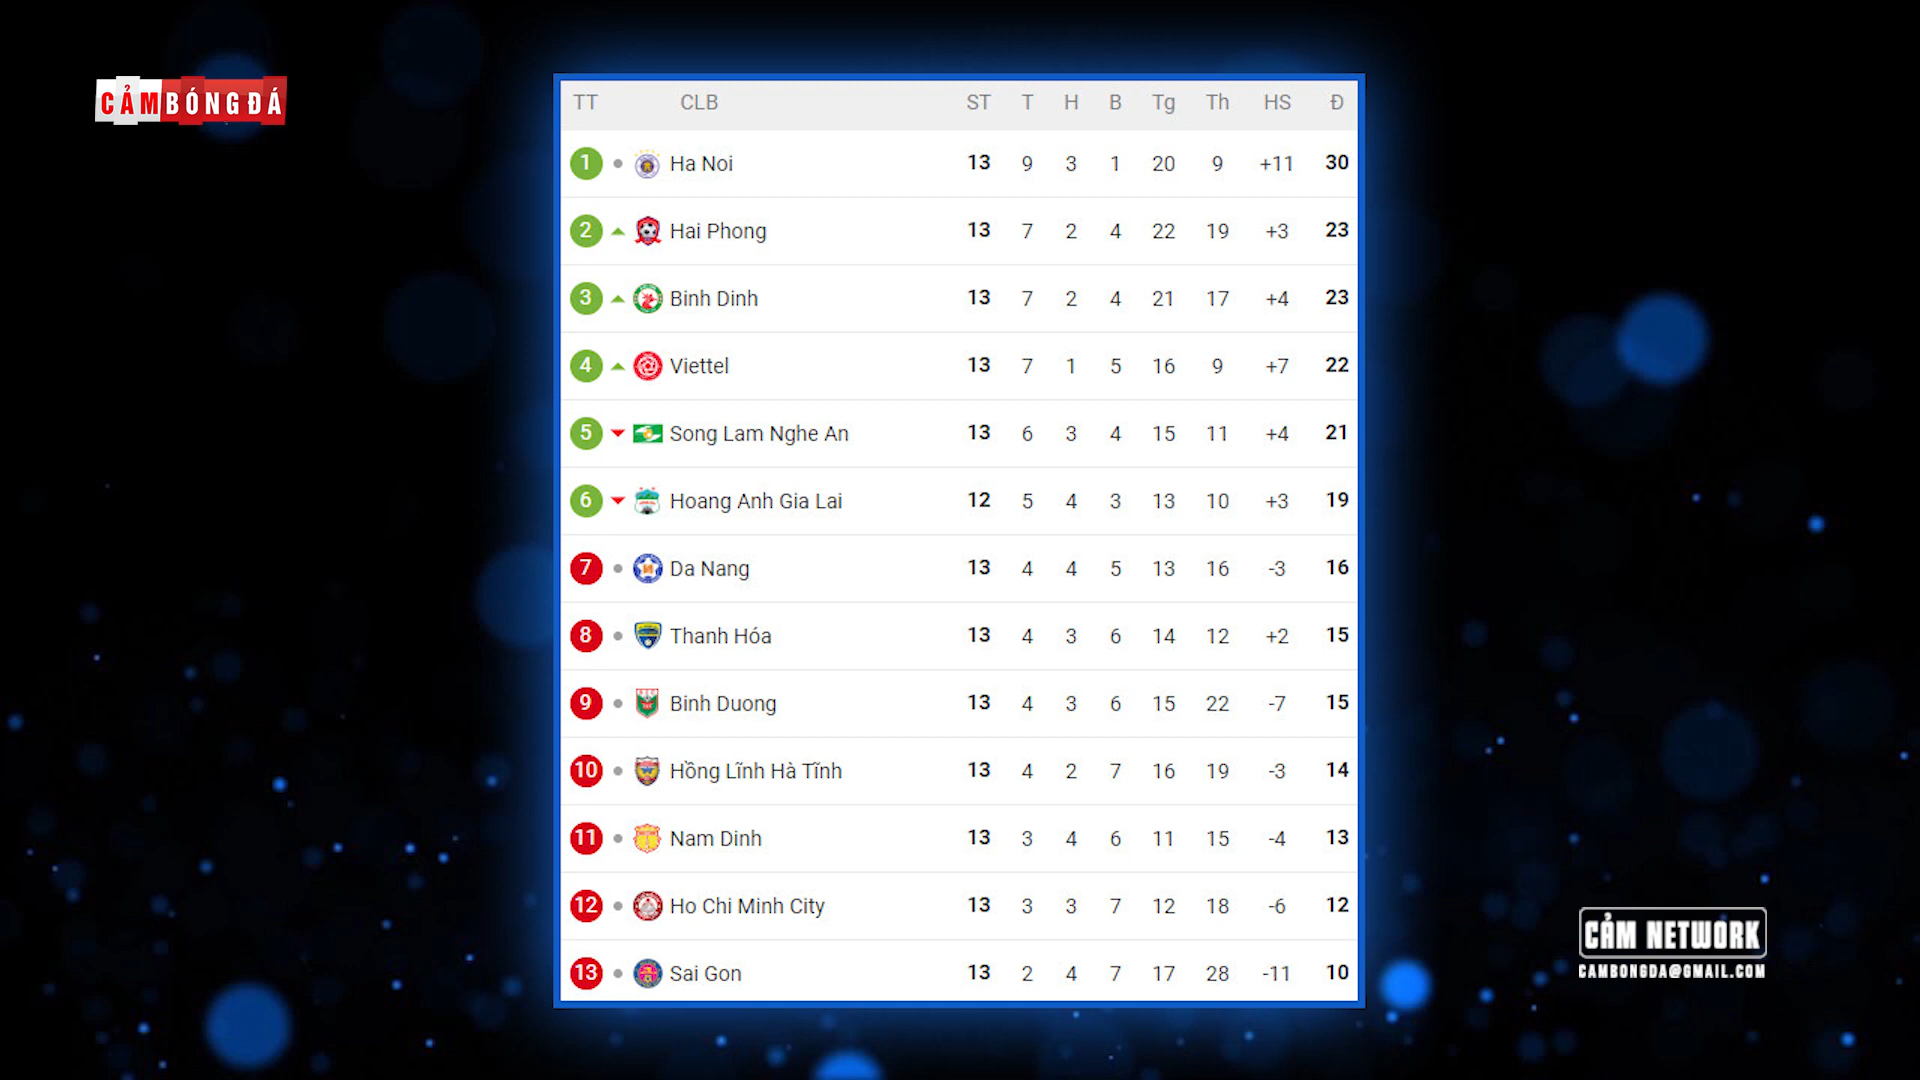 CẢMBÓNGĐÁ
TT CLB ST T H B Tg Th HS Đ
1 Ha Noi 13 9 3 1 20 9 +11 30
2 Hai Phong 13 7 2 4 22 19 +3 23
3 Binh Dinh 13 7 2 4 21 17 +4 23
4 Viettel 13 7 1 5 16 9 +7 22
5 Song Lam Nghe An 13 6 3 4 15 11 +4 21
6 Hoang Anh Gia Lai 12 5 4 3 13 10 +3 19
7 Da Nang 13 4 4 5 13 16 -3 16
8 Thanh Hóa 13 4 3 6 14 12 +2 15
9 Binh Duong 13 4 3 6 15 22 -7 15
10 Hồng Lĩnh Hà Tĩnh 13 4 2 7 16 19 -3 14
11 Nam Dinh 13 3 4 6 11 15 -4 13
12 Ho Chi Minh City 13 3 3 7 12 18 -6 12
13 Sai Gon 13 2 4 7 17 28 -11 10
CẢM NETWORK
CAMBONGDA@GMAIL.COM